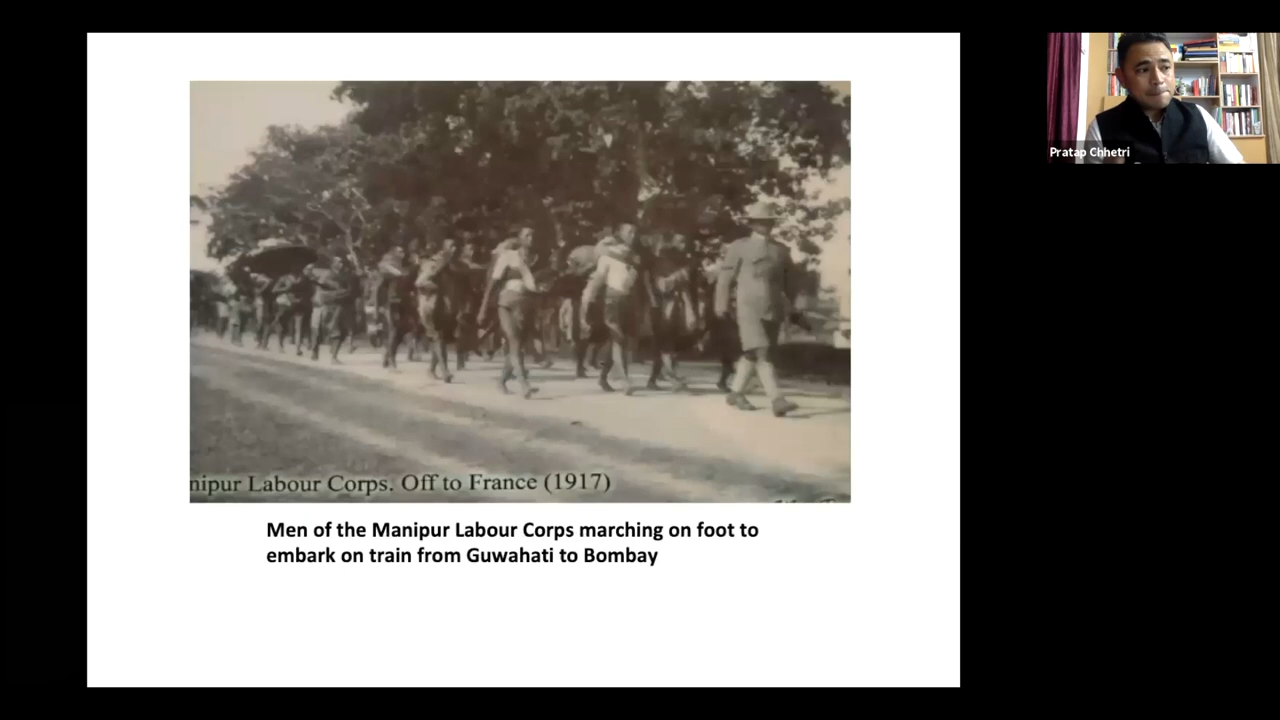 nipur Labour Corps. Off to France (1917)
Men of the Manipur Labour Corps marching on foot to
embark on train from Guwahati to Bombay
Pratap Chhetri